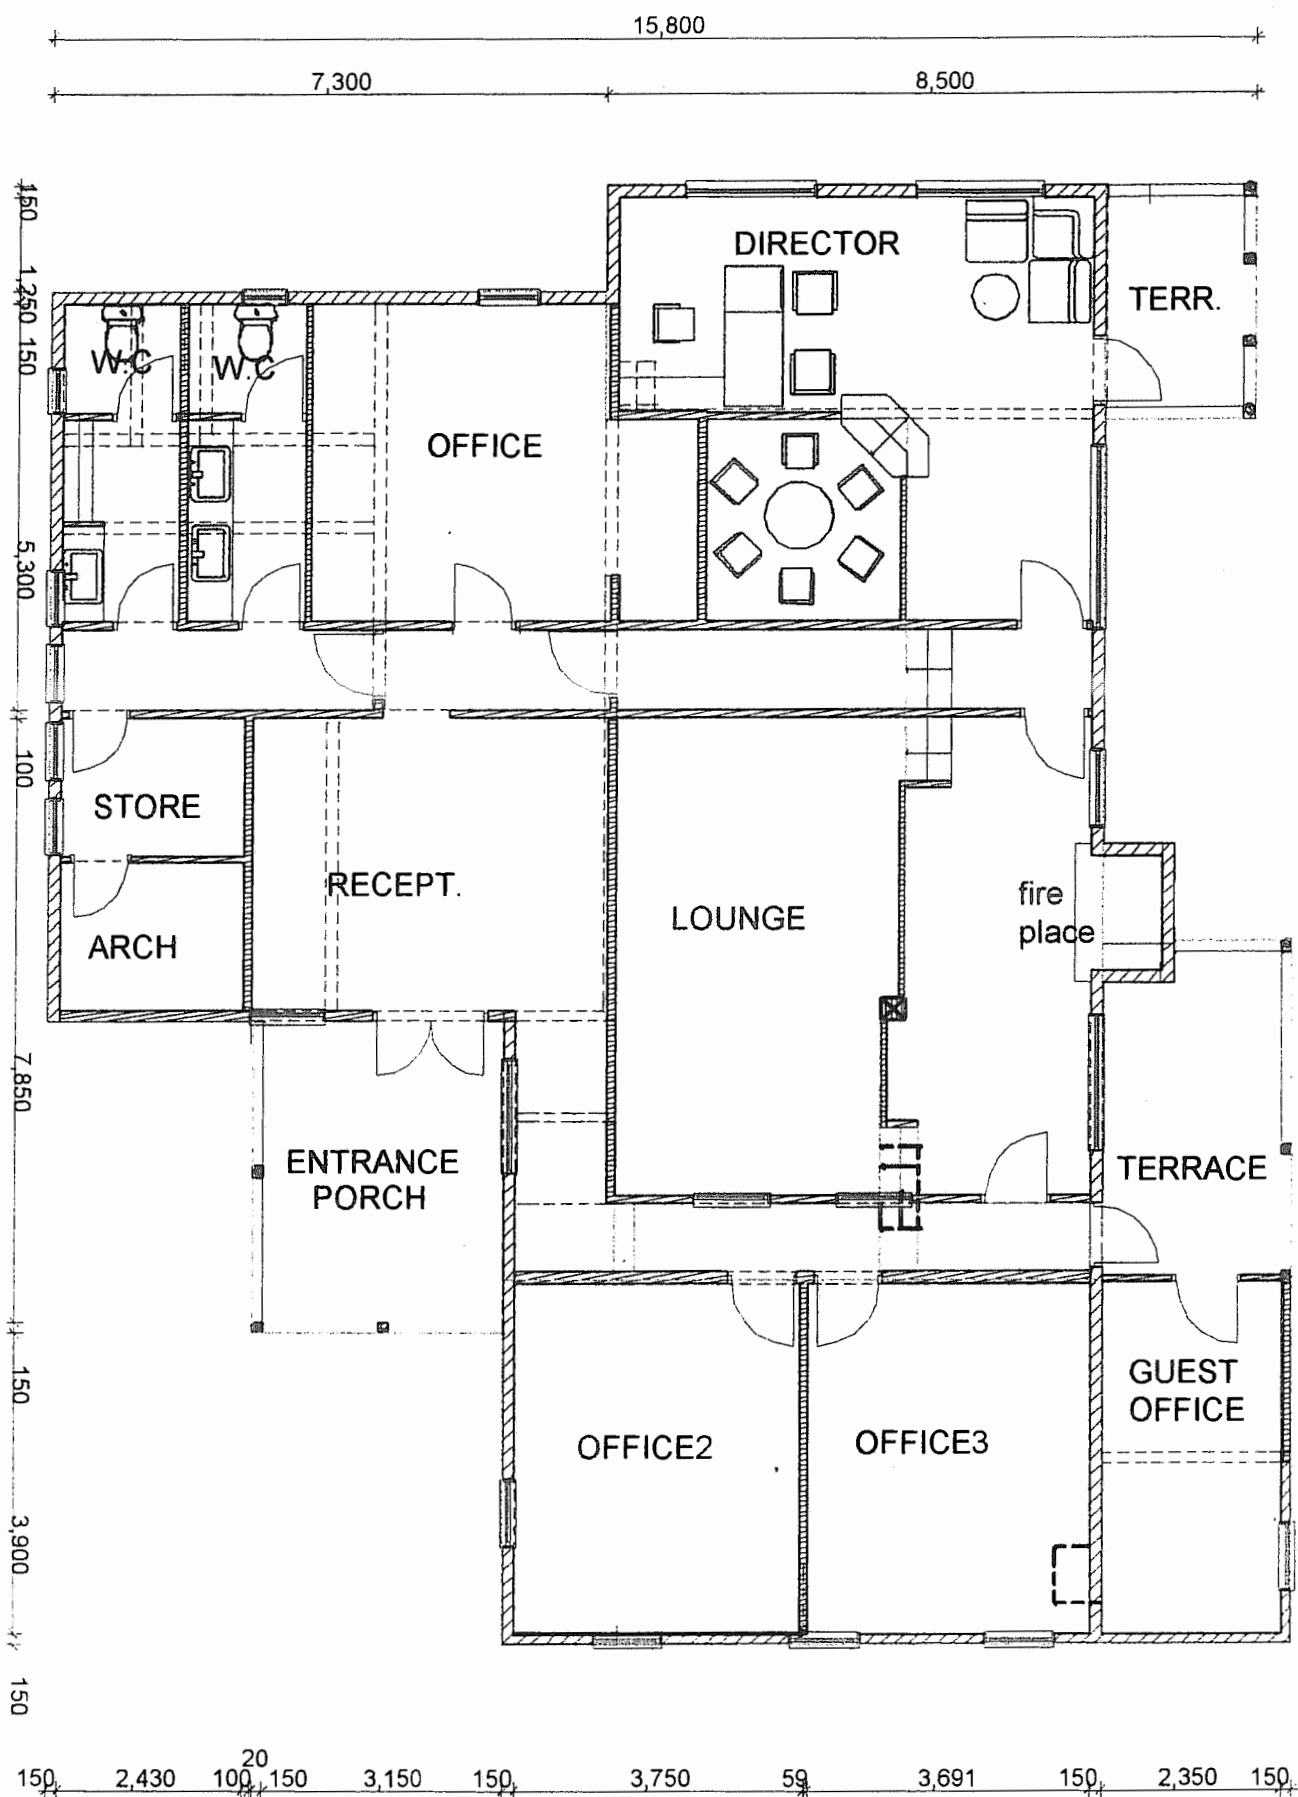 15,800
7,300
8,500
150
1,250
150
5,300
100
7,850
150
3,900
150
DIRECTOR
TERR.
W.C
W.C
OFFICE
STORE
RECEPT.
ARCH
LOUNGE
fire
place
ENTRANCE
PORCH
TERRACE
GUEST
OFFICE
OFFICE2
OFFICE3
20
150
2,430
100
150
3,150
150
3,750
59
3,691
150
2,350
150